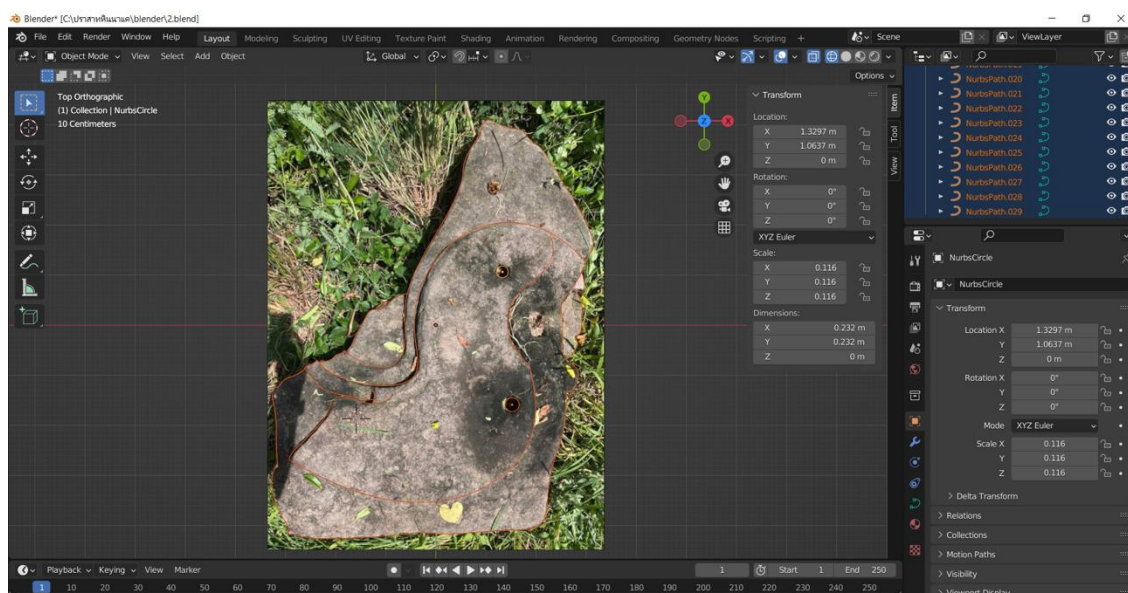 Blender* [C:\ปราสาทหินนาแค\blender\2.blend]
File Edit Render Window Help Layout Modeling Sculpting UV Editing Texture Paint Shading Animation Rendering Compositing Geometry Nodes Scripting + Scene ViewLayer
Object Mode View Select Add Object Global
Options
Top Orthographic
(1) Collection | NurbsCircle
10 Centimeters
Transform
Location:
X 1.3297 m
Y 1.0637 m
Z 0 m
Rotation:
X 0°
Y 0°
Z 0°
XYZ Euler
Scale:
X 0.116
Y 0.116
Z 0.116
Dimensions:
X 0.232 m
Y 0.232 m
Z 0 m
Item
Tool
View
Y
Z
X
NurbsPath.020
NurbsPath.021
NurbsPath.022
NurbsPath.023
NurbsPath.024
NurbsPath.025
NurbsPath.026
NurbsPath.027
NurbsPath.028
NurbsPath.029
NurbsCircle
NurbsCircle
Transform
Location X 1.3297 m
Y 1.0637 m
Z 0 m
Rotation X 0°
Y 0°
Z 0°
Mode XYZ Euler
Scale X 0.116
Y 0.116
Z 0.116
Delta Transform
Relations
Collections
Motion Paths
Visibility
Viewport Display
Playback Keying View Marker 1 Start 1 End 250
1 10 20 30 40 50 60 70 80 90 100 110 120 130 140 150 160 170 180 190 200 210 220 230 240 250